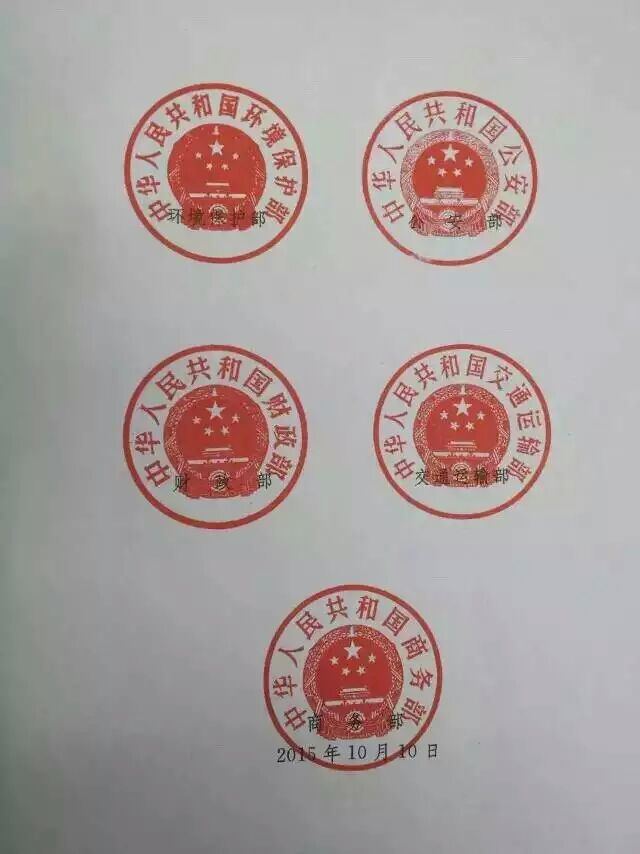 中华人民共和国环境保护部
环境保护部
中华人民共和国公安部
公安部
中华人民共和国财政部
财政部
中华人民共和国交通运输部
交通运输部
中华人民共和国商务部
商务部
2015年10月10日